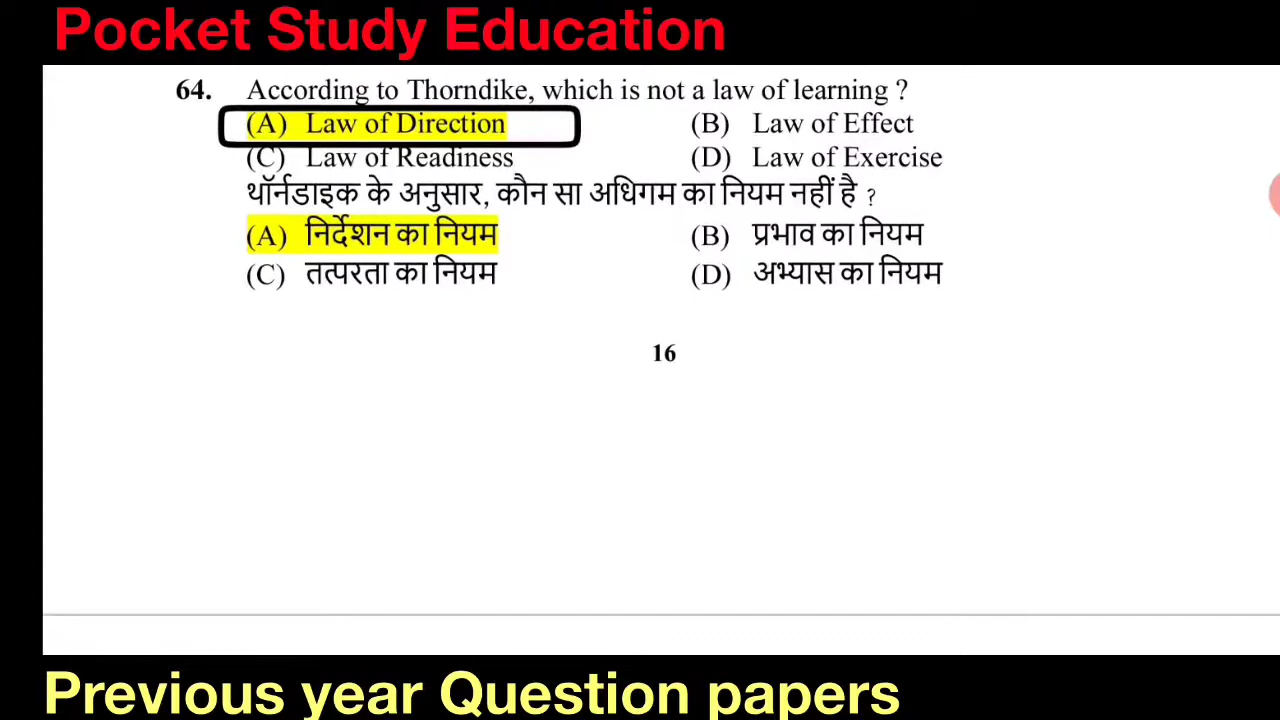 Pocket Study Education
64. According to Thorndike, which is not a law of learning ?
(A) Law of Direction (B) Law of Effect
(C) Law of Readiness (D) Law of Exercise
थॉर्नडाइक के अनुसार, कौन सा अधिगम का नियम नहीं है ?
(A) निर्देशन का नियम (B) प्रभाव का नियम
(C) तत्परता का नियम (D) अभ्यास का नियम
16
Previous year Question papers